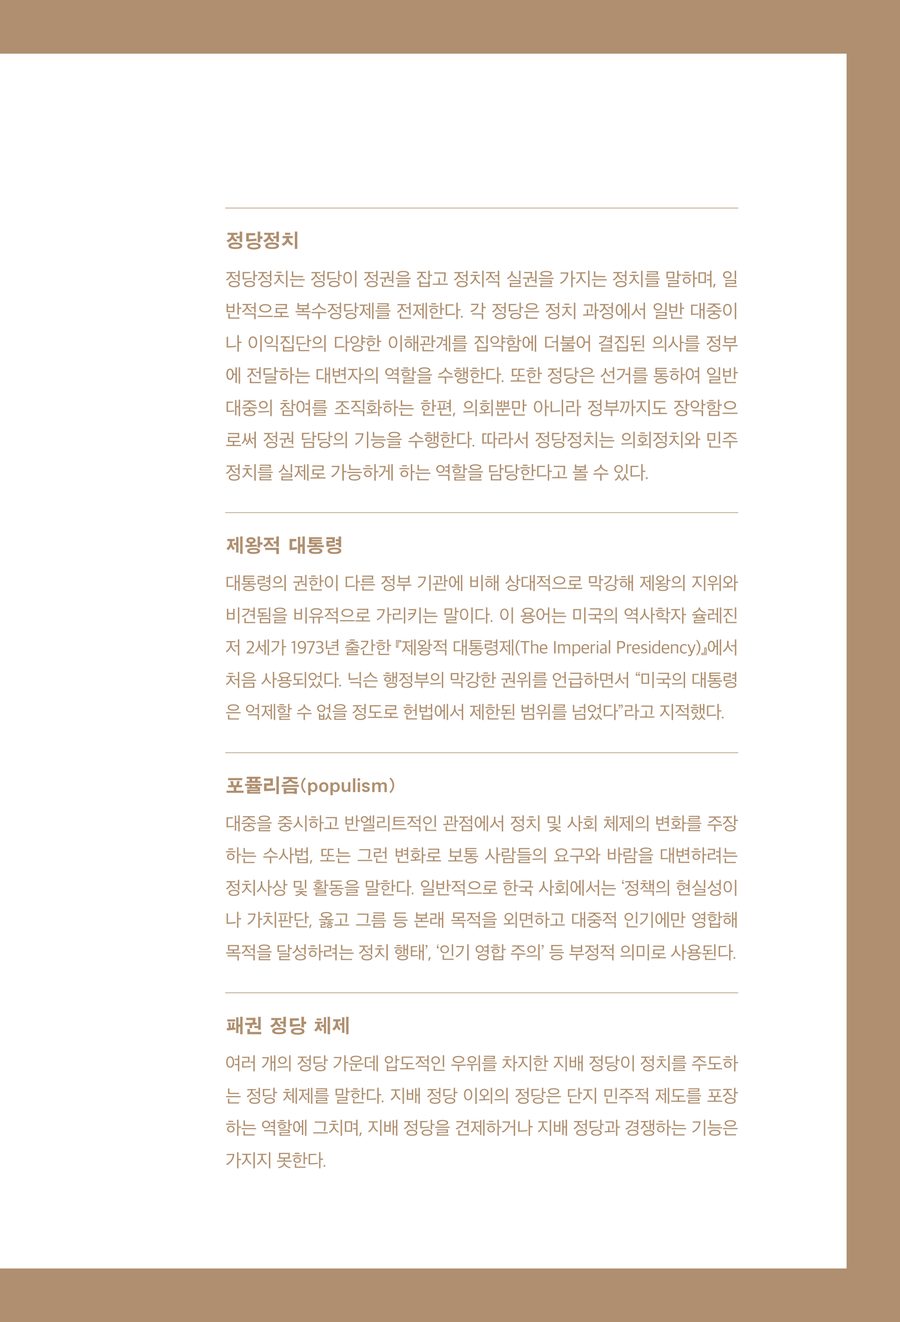 정당정치
정당정치는 정당이 정권을 잡고 정치적 실권을 가지는 정치를 말하며, 일
반적으로 복수정당제를 전제한다. 각 정당은 정치 과정에서 일반 대중이
나 이익집단의 다양한 이해관계를 집약함에 더불어 결집된 의사를 정부
에 전달하는 대변자의 역할을 수행한다. 또한 정당은 선거를 통하여 일반
대중의 참여를 조직화하는 한편, 의회뿐만 아니라 정부까지도 장악함으
로써 정권 담당의 기능을 수행한다. 따라서 정당정치는 의회정치와 민주
정치를 실제로 가능하게 하는 역할을 담당한다고 볼 수 있다.
제왕적 대통령
대통령의 권한이 다른 정부 기관에 비해 상대적으로 막강해 제왕의 지위와
비견됨을 비유적으로 가리키는 말이다. 이 용어는 미국의 역사학자 슐레진
저 2세가 1973년 출간한 『제왕적 대통령제(The Imperial Presidency)』에서
처음 사용되었다. 닉슨 행정부의 막강한 권위를 언급하면서 “미국의 대통령
은 억제할 수 없을 정도로 헌법에서 제한된 범위를 넘었다”라고 지적했다.
포퓰리즘(populism)
대중을 중시하고 반엘리트적인 관점에서 정치 및 사회 체제의 변화를 주장
하는 수사법, 또는 그런 변화로 보통 사람들의 요구와 바람을 대변하려는
정치사상 및 활동을 말한다. 일반적으로 한국 사회에서는 ‘정책의 현실성이
나 가치판단, 옳고 그름 등 본래 목적을 외면하고 대중적 인기에만 영합해
목적을 달성하려는 정치 행태’, ‘인기 영합 주의’ 등 부정적 의미로 사용된다.
패권 정당 체제
여러 개의 정당 가운데 압도적인 우위를 차지한 지배 정당이 정치를 주도하
는 정당 체제를 말한다. 지배 정당 이외의 정당은 단지 민주적 제도를 포장
하는 역할에 그치며, 지배 정당을 견제하거나 지배 정당과 경쟁하는 기능은
가지지 못한다.